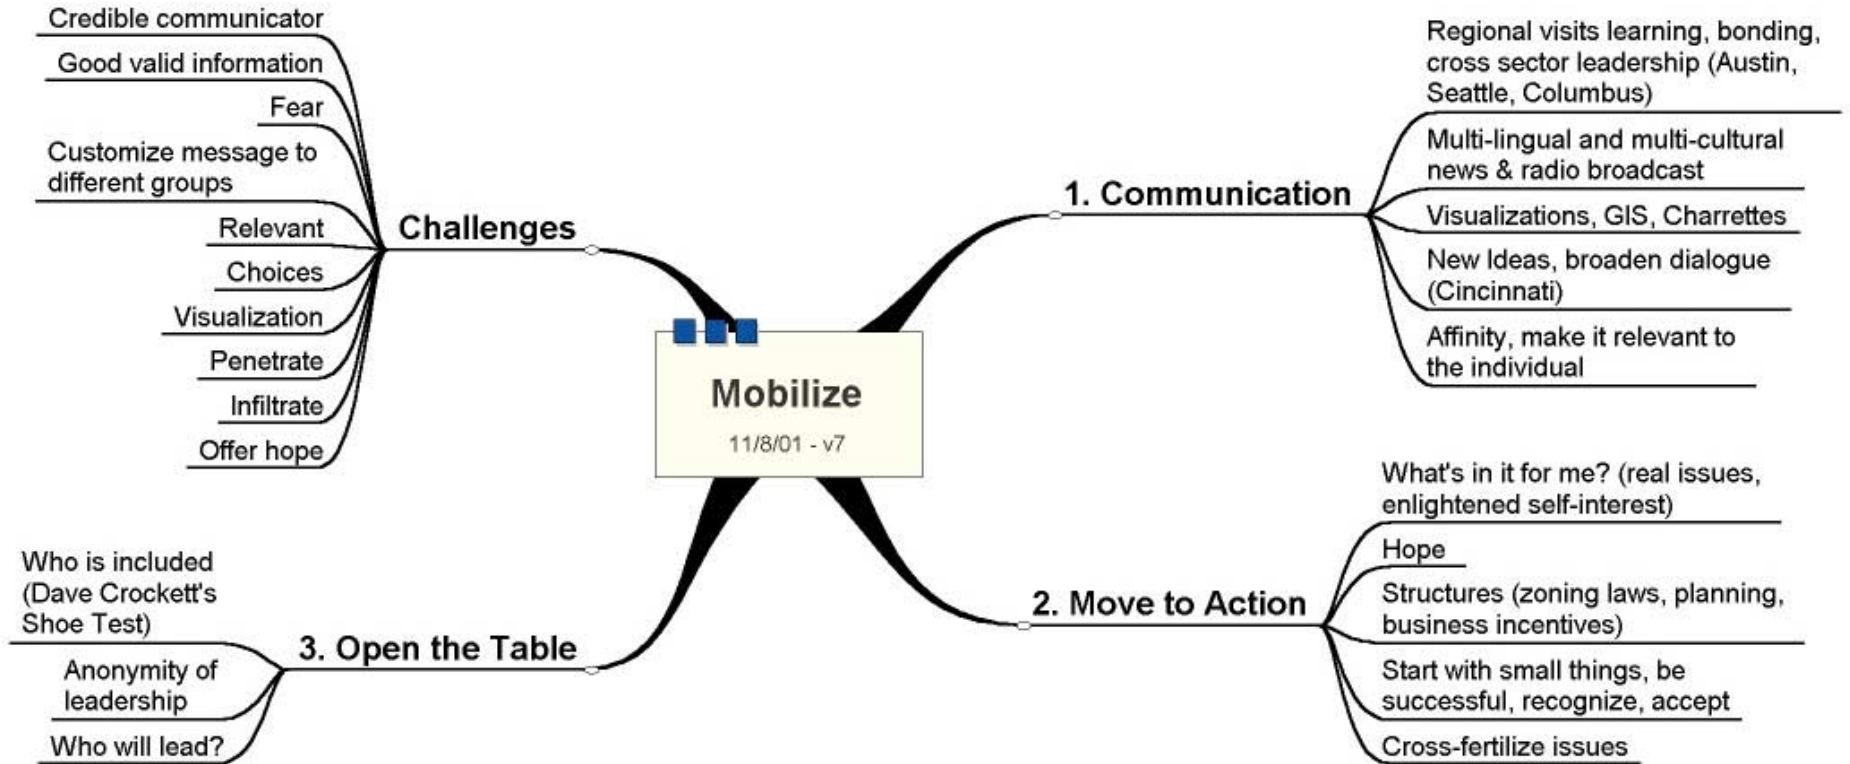 Mobilize
11/8/01 - v7
1. Communication
Regional visits learning, bonding,
cross sector leadership (Austin,
Seattle, Columbus)
Multi-lingual and multi-cultural
news & radio broadcast
Visualizations, GIS, Charrettes
New Ideas, broaden dialogue
(Cincinnati)
Affinity, make it relevant to
the individual
2. Move to Action
What's in it for me? (real issues,
enlightened self-interest)
Hope
Structures (zoning laws, planning,
business incentives)
Start with small things, be
successful, recognize, accept
Cross-fertilize issues
3. Open the Table
Who is included
(Dave Crockett's
Shoe Test)
Anonymity of
leadership
Who will lead?
Challenges
Credible communicator
Good valid information
Fear
Customize message to
different groups
Relevant
Choices
Visualization
Penetrate
Infiltrate
Offer hope